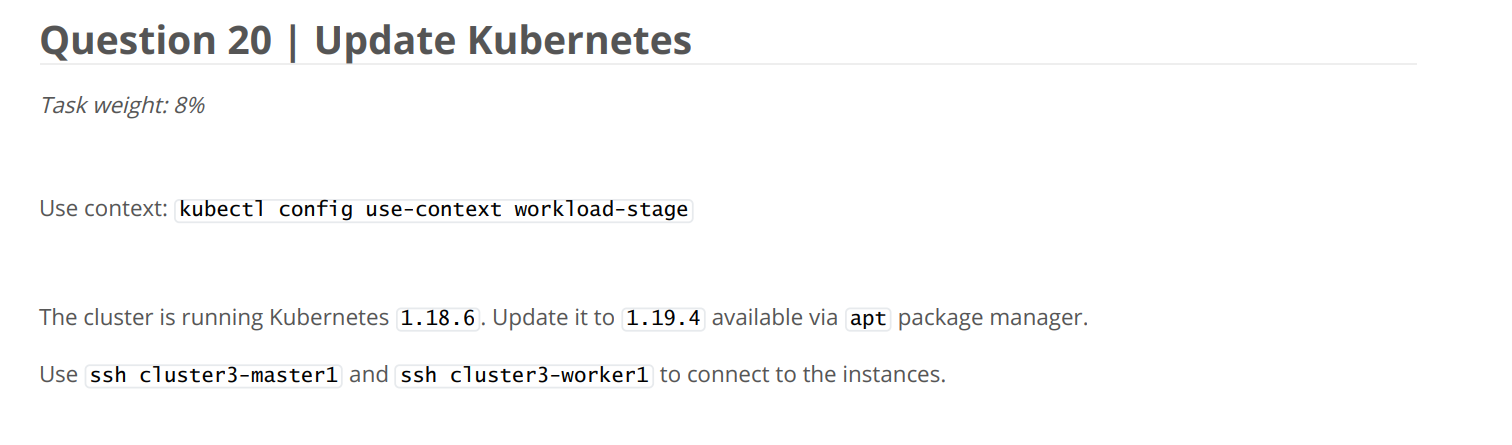 Question 20 | Update Kubernetes
Task weight: 8%
Use context: kubectl config use-context workload-stage
The cluster is running Kubernetes 1.18.6. Update it to 1.19.4 available via apt package manager.
Use ssh cluster3-master1 and ssh cluster3-worker1 to connect to the instances.